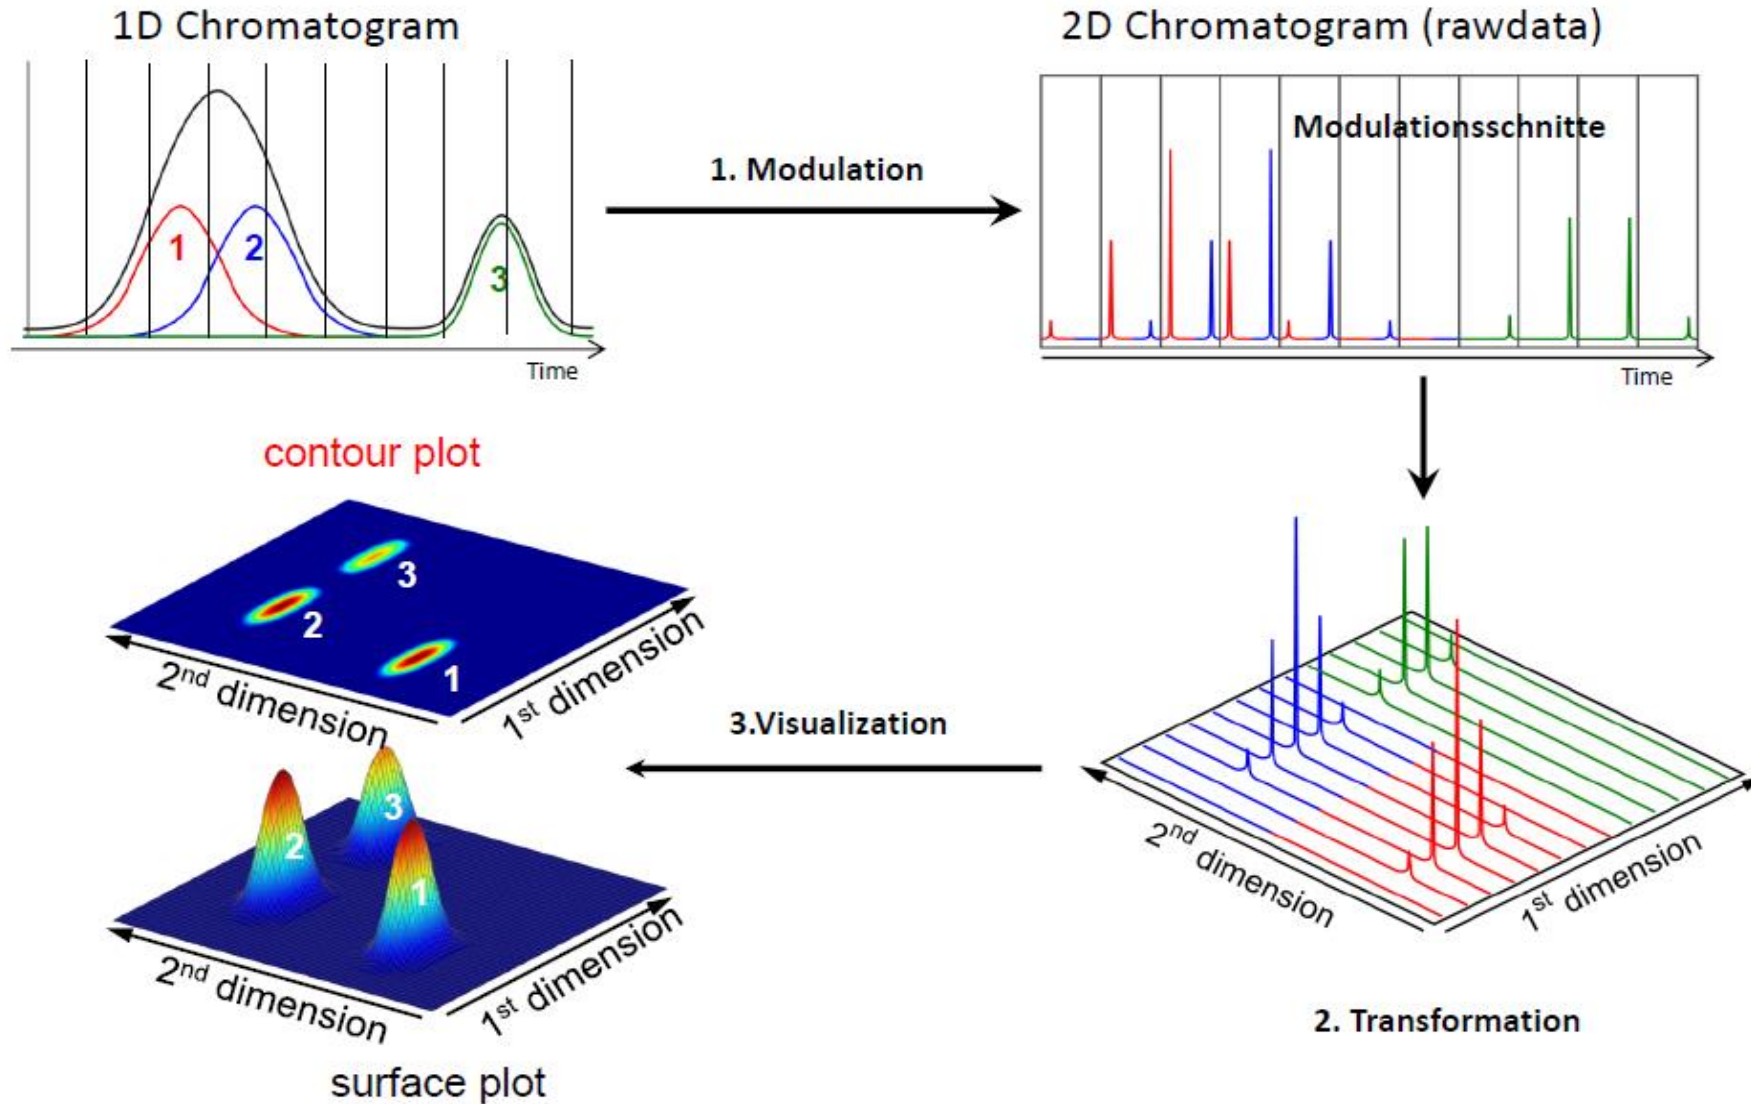 1D Chromatogram
1
2
3
Time
1. Modulation
2D Chromatogram (rawdata)
Modulationsschnitte
Time
contour plot
3
2
1
2nd dimension
1st dimension
3.Visualization
2nd dimension
1st dimension
2. Transformation
3
2
1
2nd dimension
1st dimension
surface plot